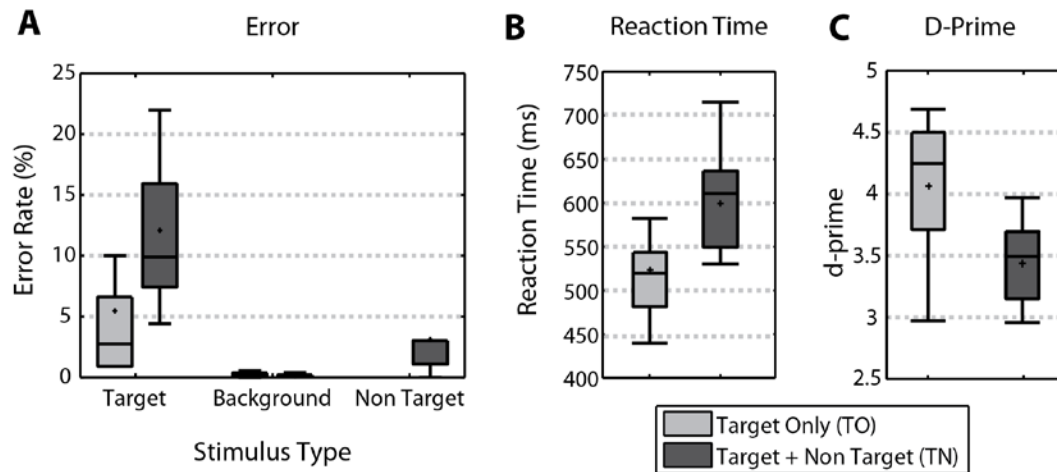 A
Error
25
20
15
10
5
0
Error Rate (%)
Target
Background
Non Target
Stimulus Type
B
Reaction Time
750
700
650
600
550
500
450
400
Reaction Time (ms)
C
D-Prime
5
4.5
4
3.5
3
2.5
d-prime
Target Only (TO)
Target + Non Target (TN)